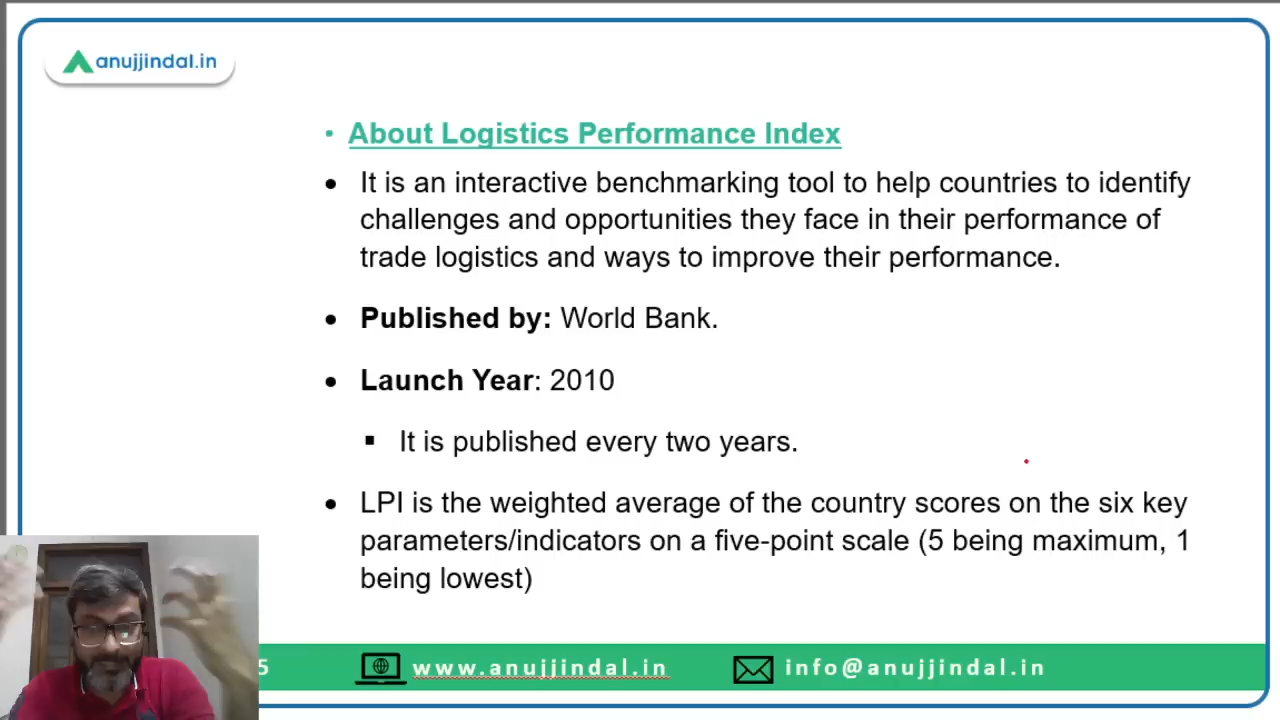 anujjindal.in
• About Logistics Performance Index
• It is an interactive benchmarking tool to help countries to identify
challenges and opportunities they face in their performance of
trade logistics and ways to improve their performance.
• Published by: World Bank.
• Launch Year: 2010
▪ It is published every two years.
• LPI is the weighted average of the country scores on the six key
parameters/indicators on a five-point scale (5 being maximum, 1
being lowest)
5 www.anujjindal.in info@anujjindal.in